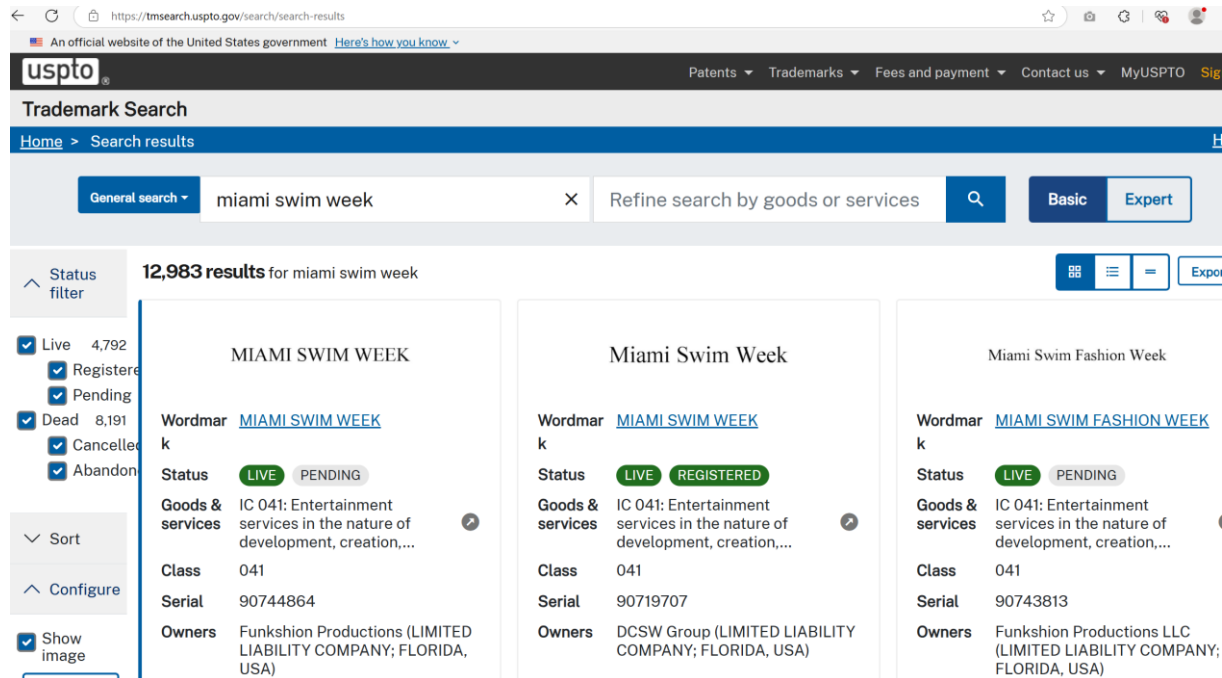 https://tmsearch.uspto.gov/search/search-results
An official website of the United States government Here's how you know
uspto ®
Patents Trademarks Fees and payment Contact us MyUSPTO
Trademark Search
Home > Search results
General search miami swim week × Refine search by goods or services Basic Expert
Status filter
12,983 results for miami swim week
Live 4,792
Pending
Dead 8,191
Sort
Configure
Show image
MIAMI SWIM WEEK
Wordmark MIAMI SWIM WEEK
Status LIVE PENDING
Goods & services IC 041: Entertainment services in the nature of development, creation,...
Class 041
Serial 90744864
Owners Funkshion Productions (LIMITED LIABILITY COMPANY; FLORIDA, USA)
Miami Swim Week
Wordmark MIAMI SWIM WEEK
Status LIVE REGISTERED
Goods & services IC 041: Entertainment services in the nature of development, creation,...
Class 041
Serial 90719707
Owners DCSW Group (LIMITED LIABILITY COMPANY; FLORIDA, USA)
Miami Swim Fashion Week
Wordmark MIAMI SWIM FASHION WEEK
Status LIVE PENDING
Goods & services IC 041: Entertainment services in the nature of development, creation,...
Class 041
Serial 90743813
Owners Funkshion Productions LLC (LIMITED LIABILITY COMPANY; FLORIDA, USA)